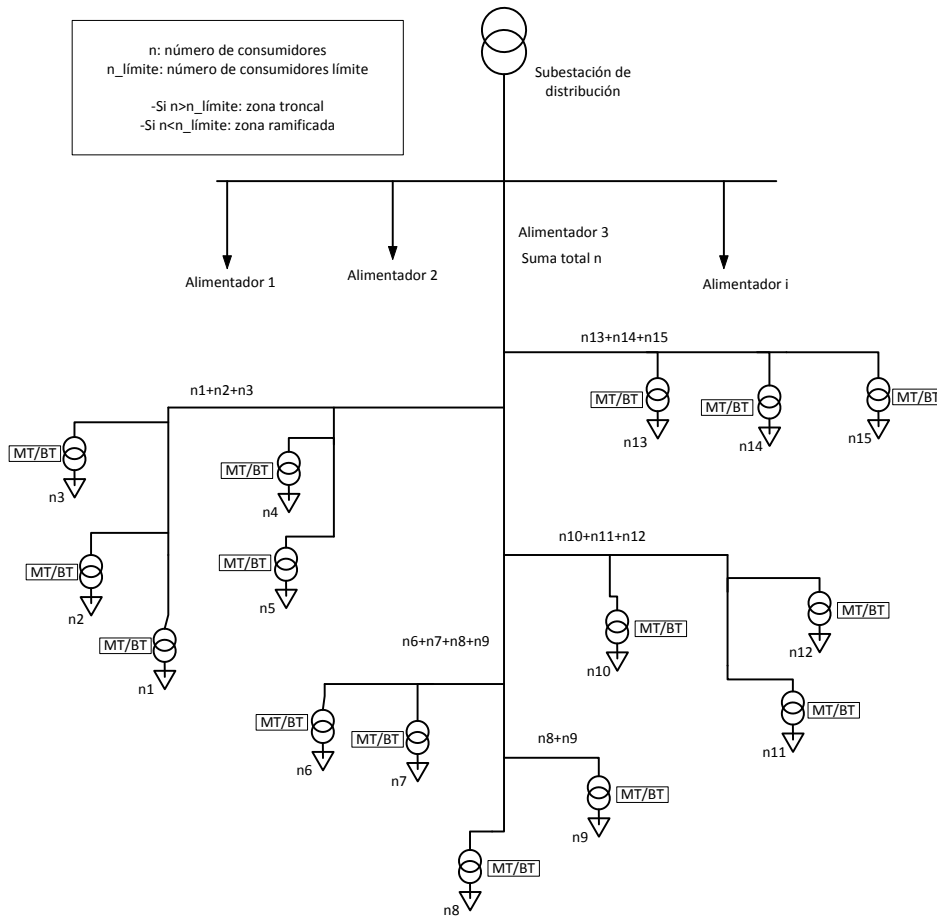 n: número de consumidores
n_límite: número de consumidores límite
-Si n>n_límite: zona troncal
-Si n<n_límite: zona ramificada
Subestación de
distribución
Alimentador 1
Alimentador 2
Alimentador 3
Suma total n
Alimentador i
n13+n14+n15
MT/BT
n13
MT/BT
n14
MT/BT
n15
n1+n2+n3
MT/BT
n3
MT/BT
n4
MT/BT
n2
MT/BT
n5
MT/BT
n1
n10+n11+n12
MT/BT
n10
MT/BT
n12
MT/BT
n11
n6+n7+n8+n9
MT/BT
n6
MT/BT
n7
n8+n9
MT/BT
n9
MT/BT
n8